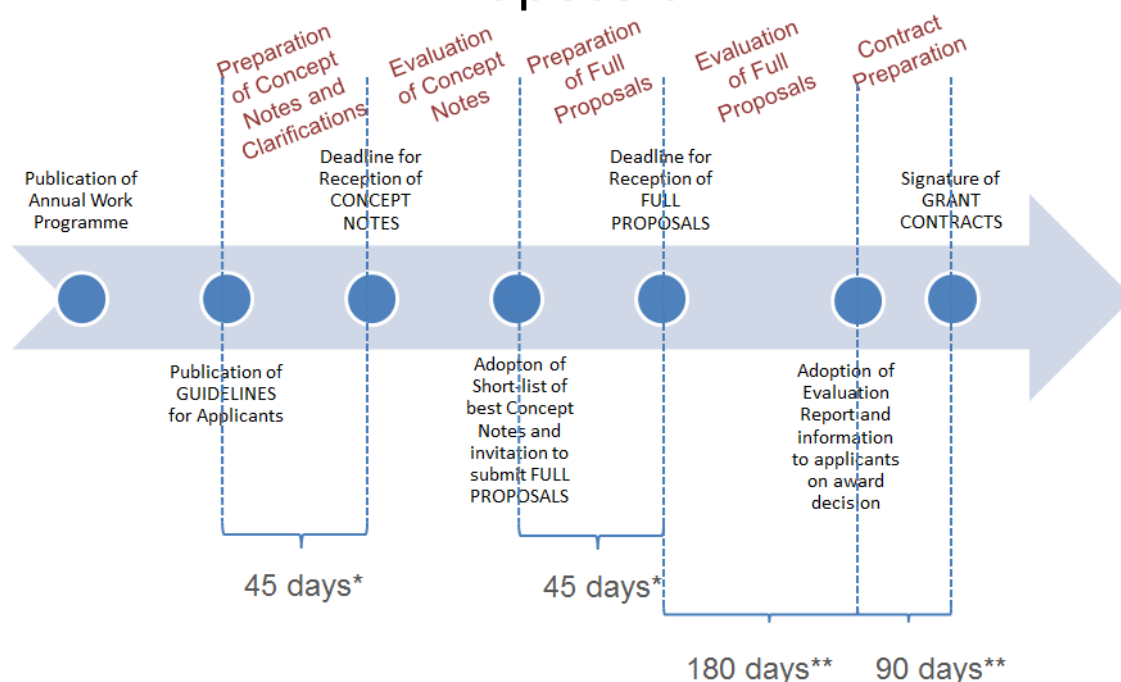 Preparation
of Concept
Notes and
Clarifications
Evaluation
of Concept
Notes
Preparation
of Full
Proposals
Evaluation
of Full
Proposals
Contract
Preparation
Publication of
Annual Work
Programme
Deadline for
Reception of
CONCEPT
NOTES
Deadline for
Reception of
FULL
PROPOSALS
Signature of
GRANT
CONTRACTS
Publication of
GUIDELINES
for Applicants
Adopton of
Short-list of
best Concept
Notes and
invitation to
submit FULL
PROPOSALS
Adoption of
Evaluation
Report and
information
to applicants
on award
decision
45 days*
45 days*
180 days**
90 days**